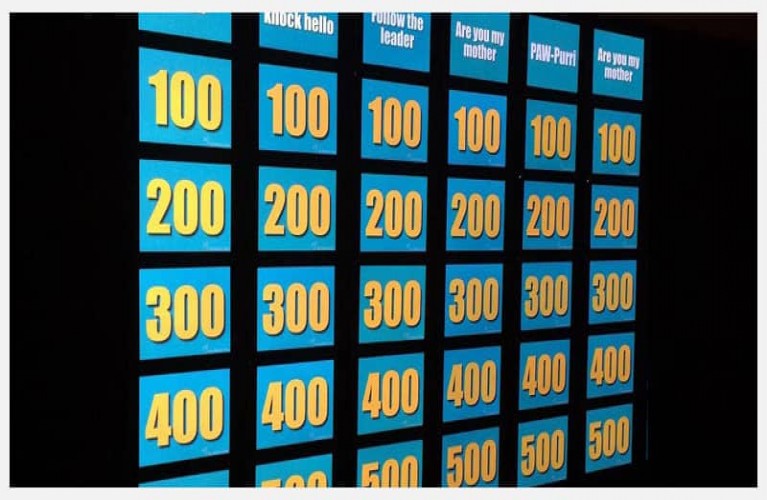 knock hello
Follow the
leader
Are you my
mother
PAW-Purri
Are you my
mother
100 100 100 100 100 100
200 200 200 200 200 200
300 300 300 300 300 300
400 400 400 400 400 400
500 500 500 500 500